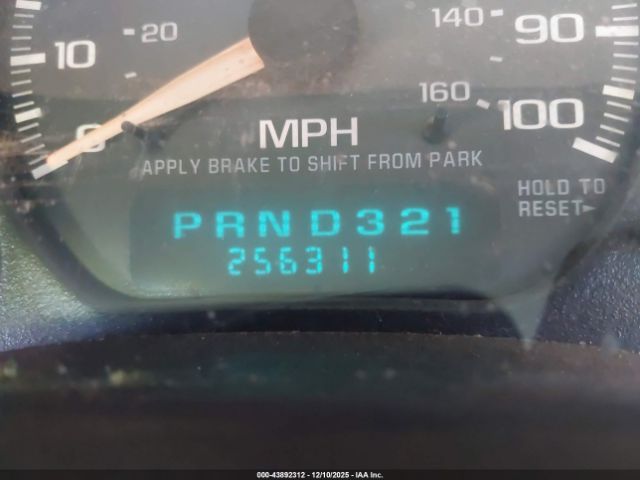 10 20 140 90
0 160 100
MPH
APPLY BRAKE TO SHIFT FROM PARK
HOLD TO
RESET►
PRND321
256311
000-43892312 - 12/10/2025 - IAA Inc.